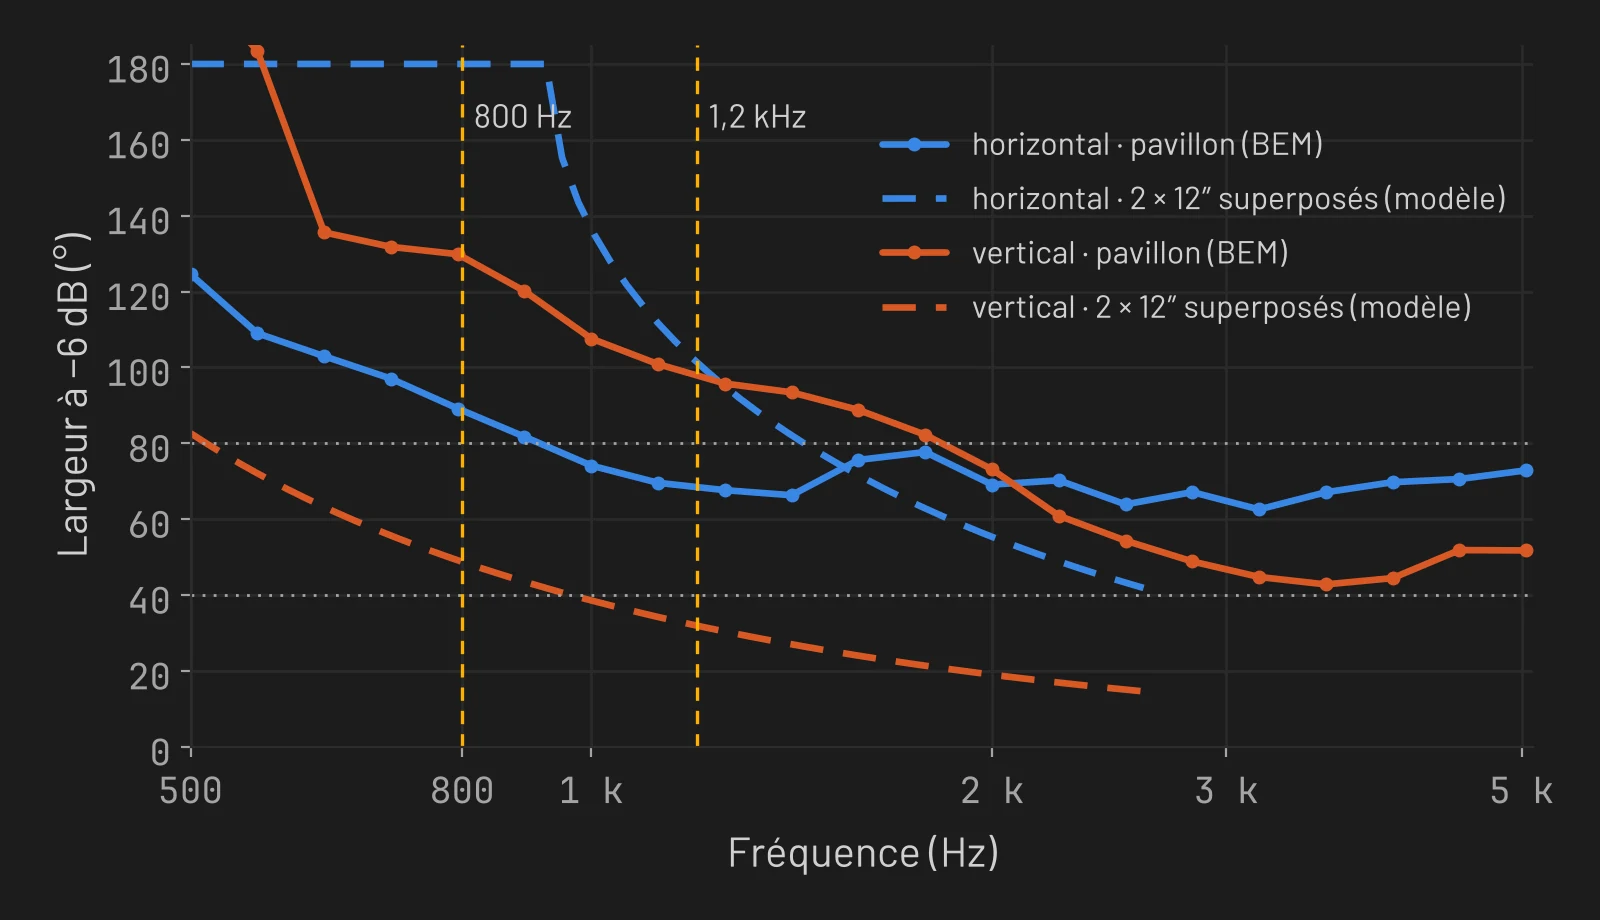 180
160
140
120
100
80
60
40
20
0
Largeur à −6 dB (°)
800 Hz
1,2 kHz
horizontal · pavillon (BEM)
horizontal · 2 × 12″ superposés (modèle)
vertical · pavillon (BEM)
vertical · 2 × 12″ superposés (modèle)
500 800 1 k 2 k 3 k 5 k
Fréquence (Hz)